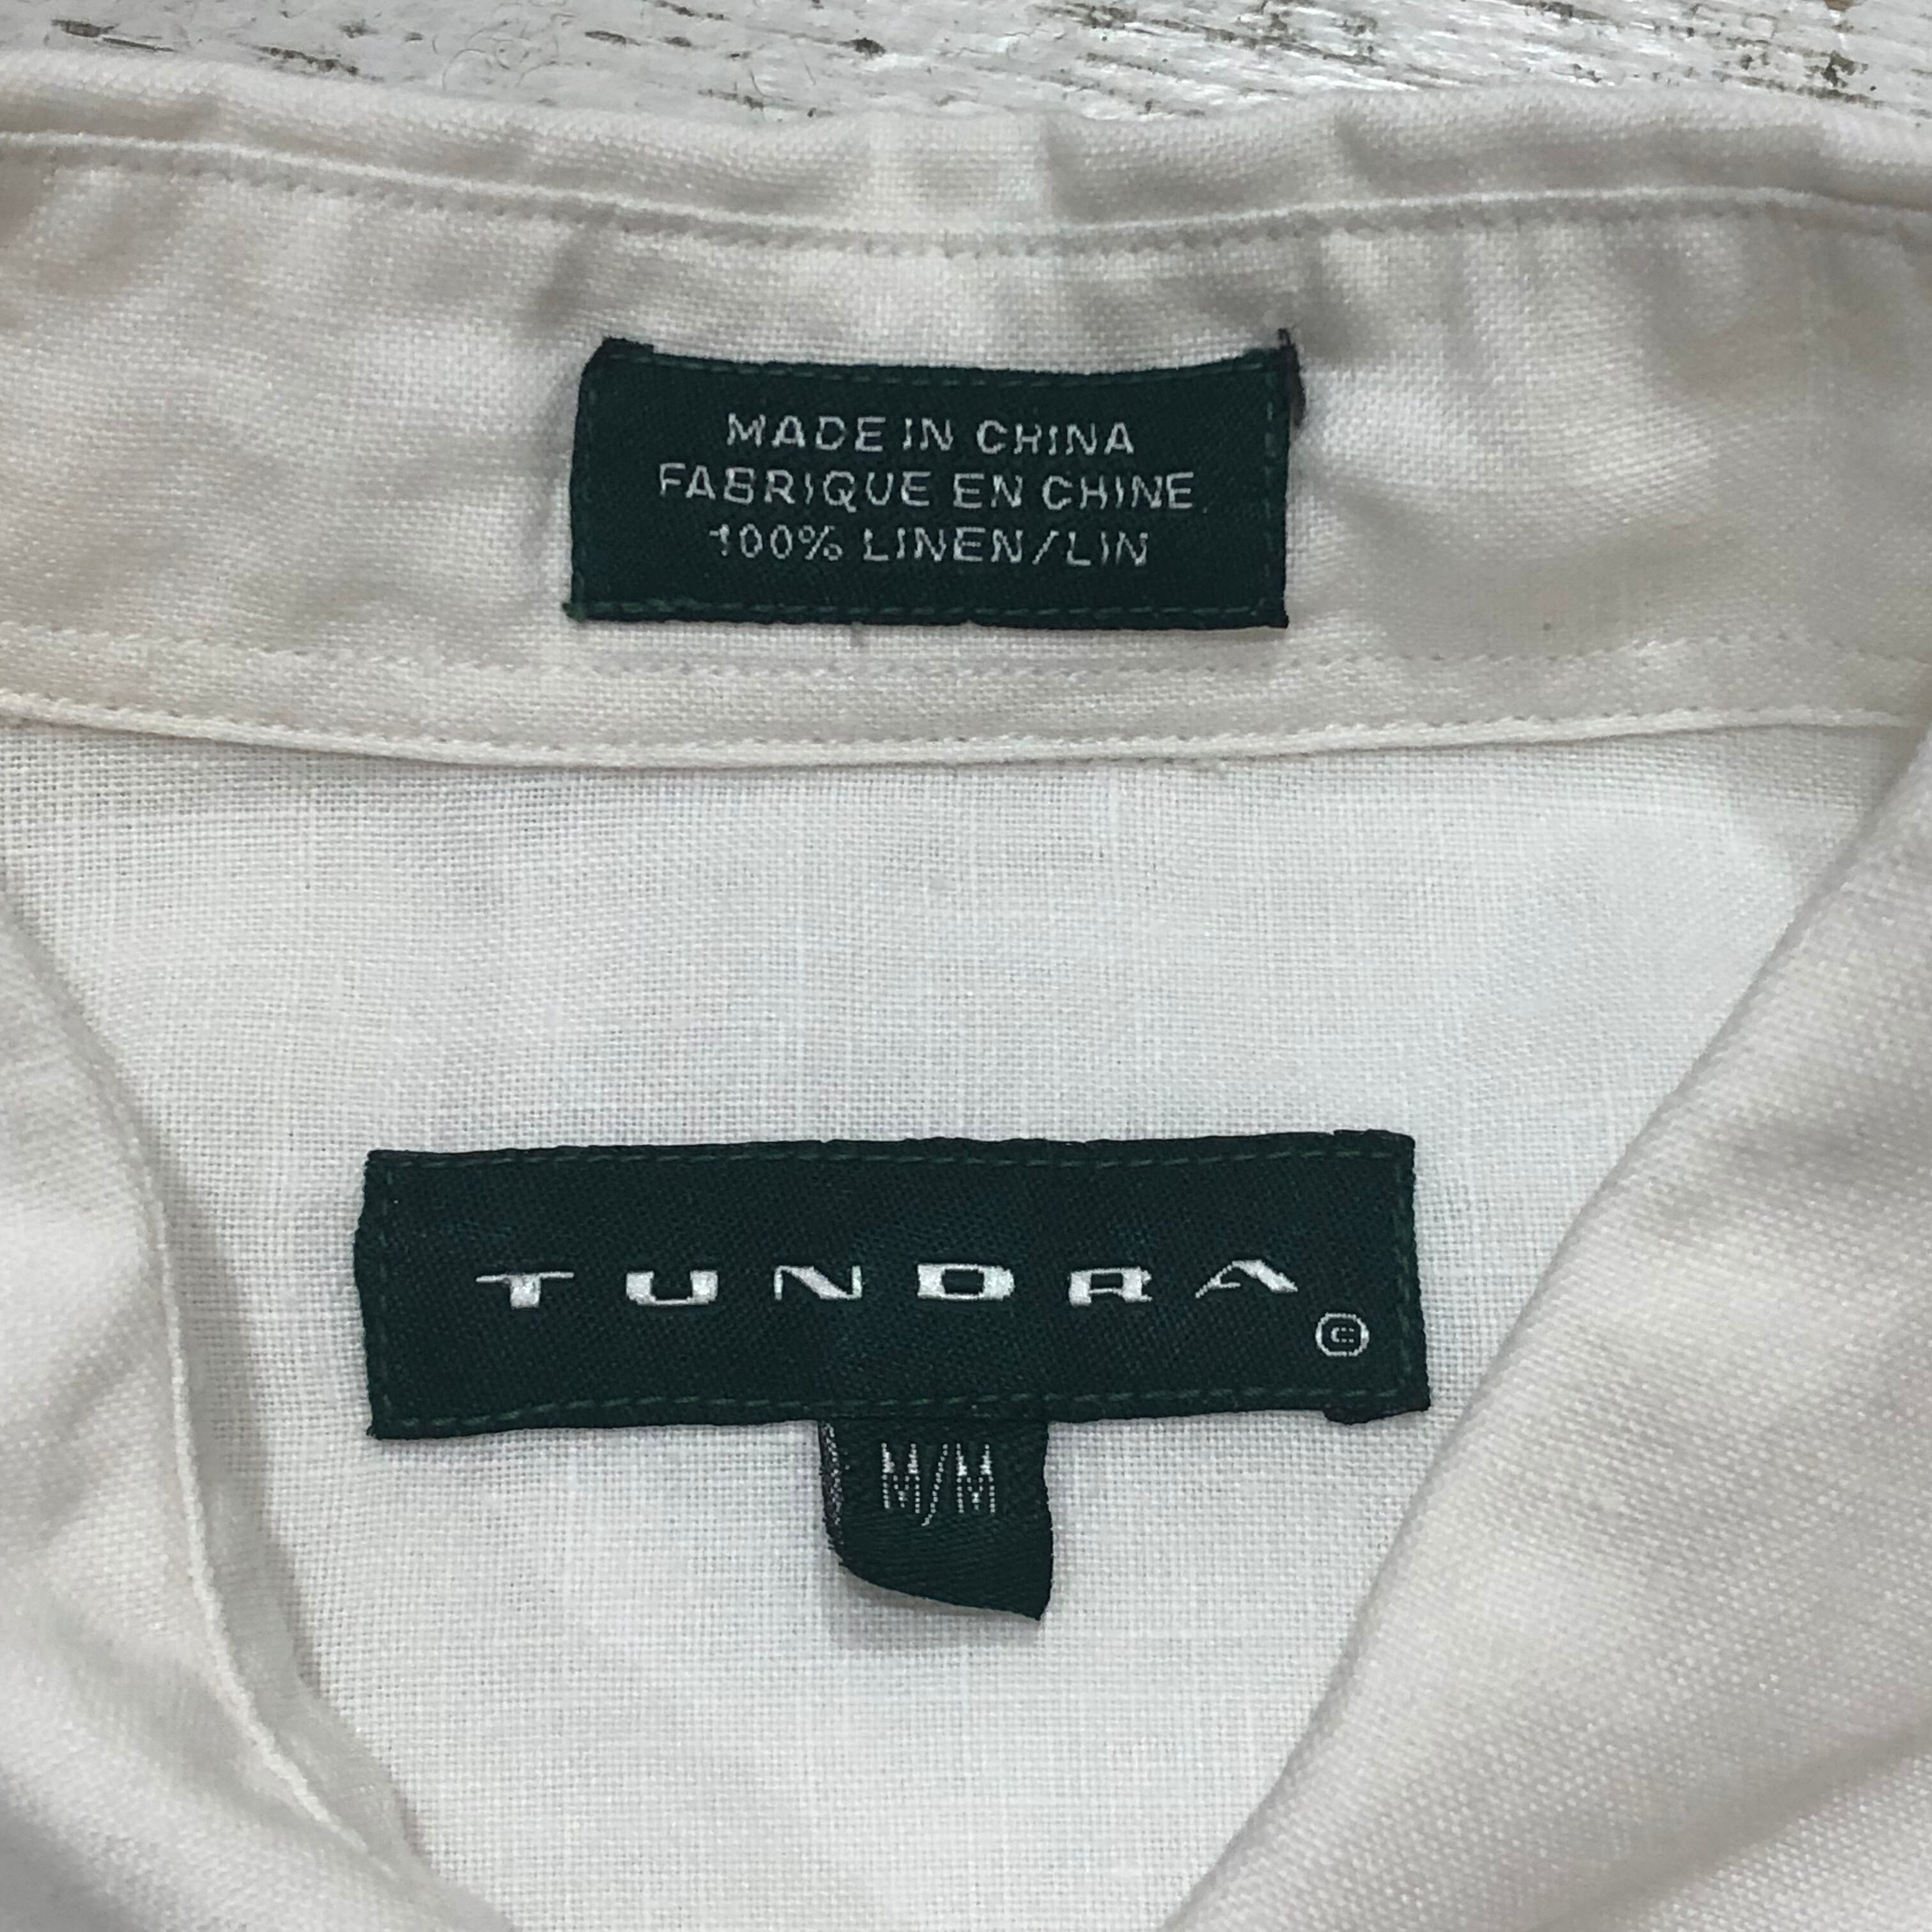 MADE IN CHINA
FABRIQUE EN CHINE
100% LINEN/LIN
TUNDRA ©
M/M